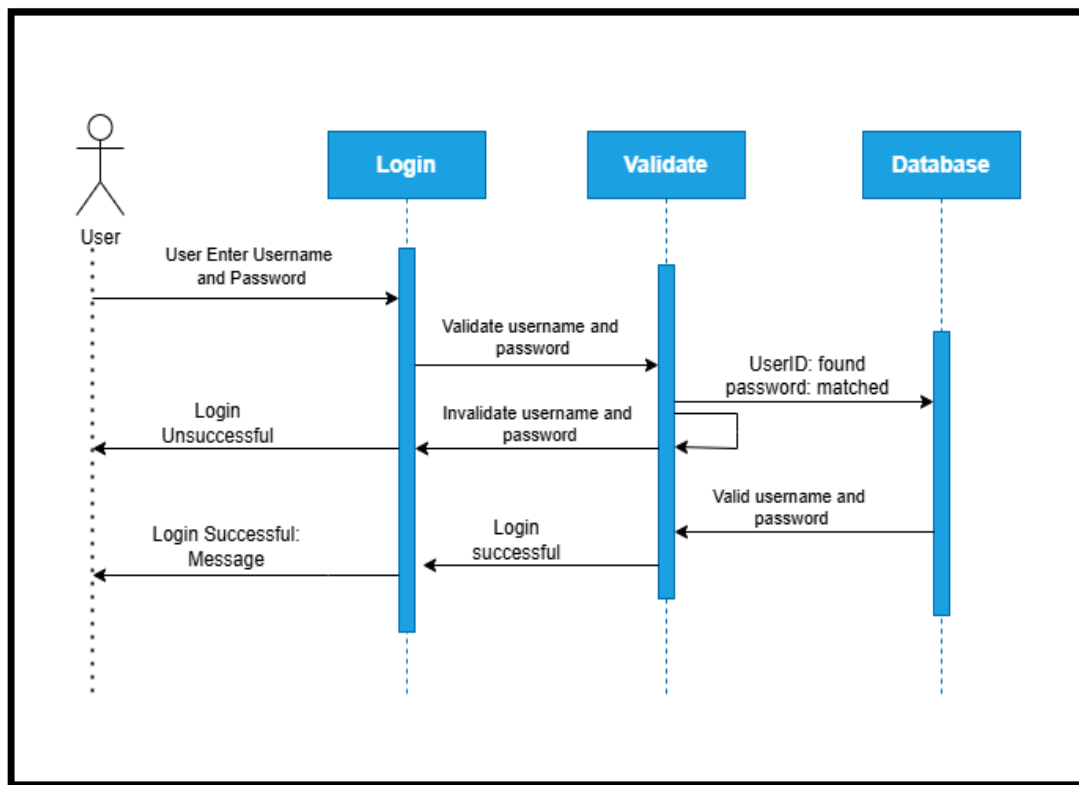 Login
Validate
Database
User
User Enter Username
and Password
Validate username and
password
UserID: found
password: matched
Login
Unsuccessful
Invalidate username and
password
Valid username and
password
Login Successful:
Message
Login
successful